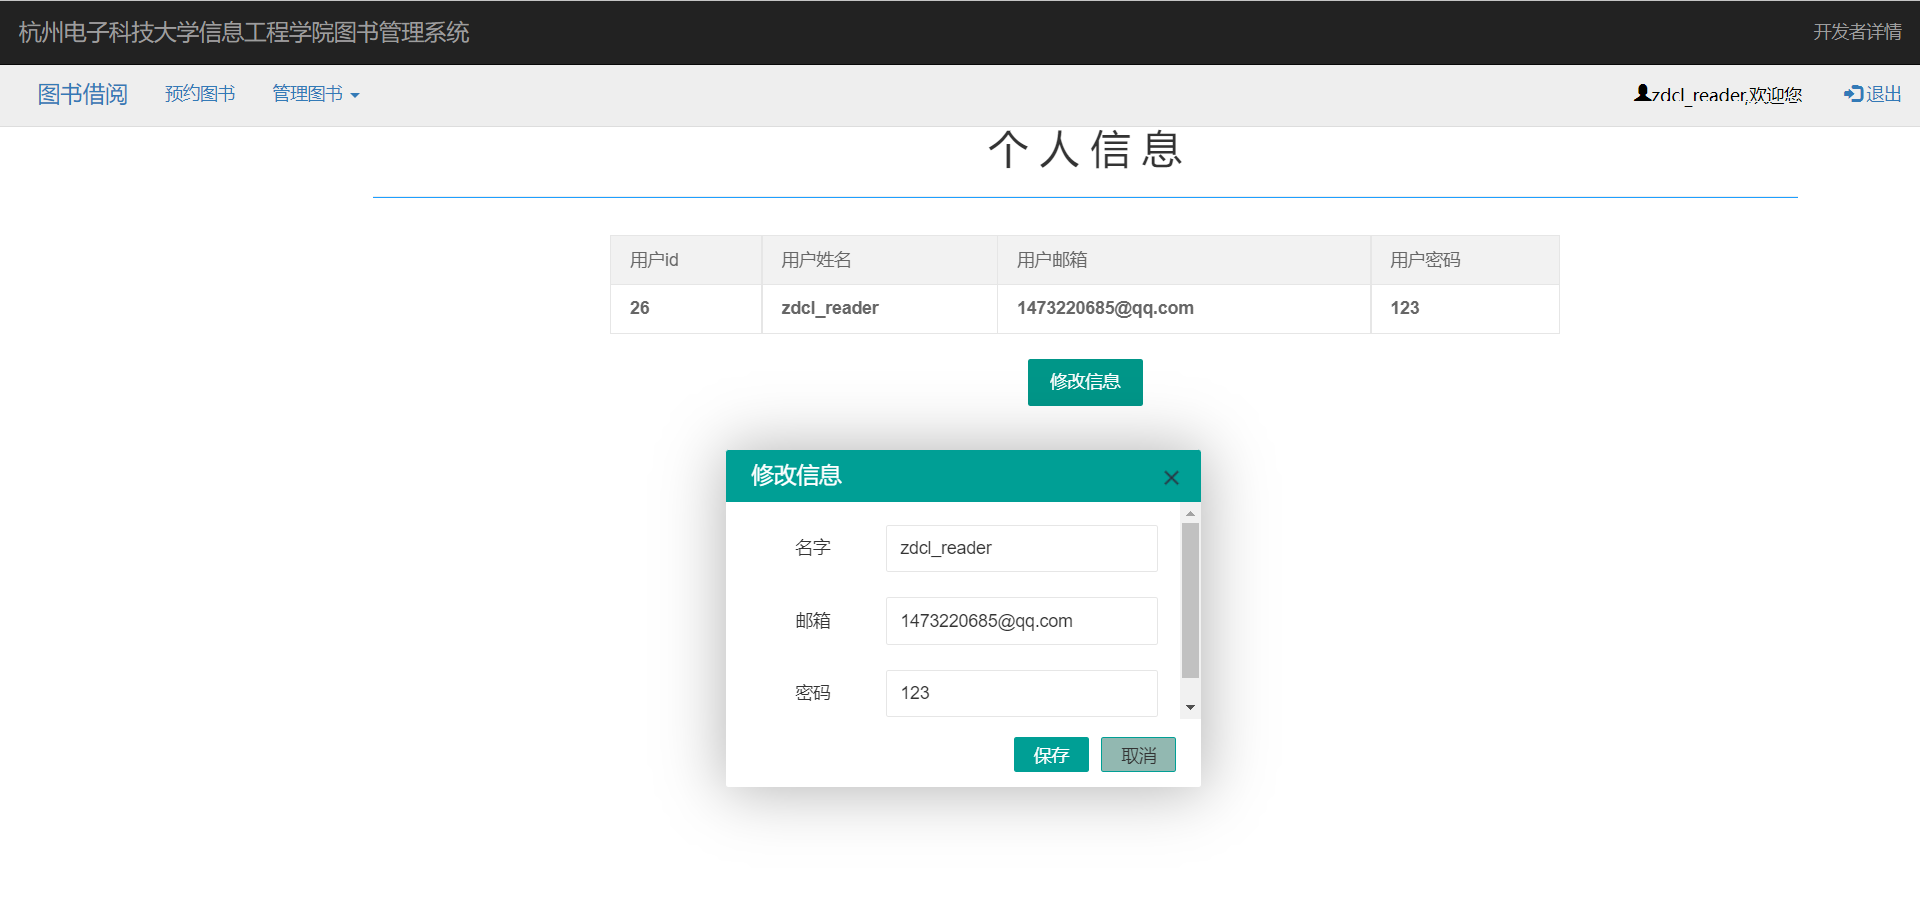 杭州电子科技大学信息工程学院图书管理系统 开发者详情
图书借阅 预约图书 管理图书 zdcl_reader,欢迎您 退出
个人信息
用户id 用户姓名 用户邮箱 用户密码
26 zdcl_reader 1473220685@qq.com 123
修改信息
修改信息
名字 zdcl_reader
邮箱 1473220685@qq.com
密码 123
保存 取消